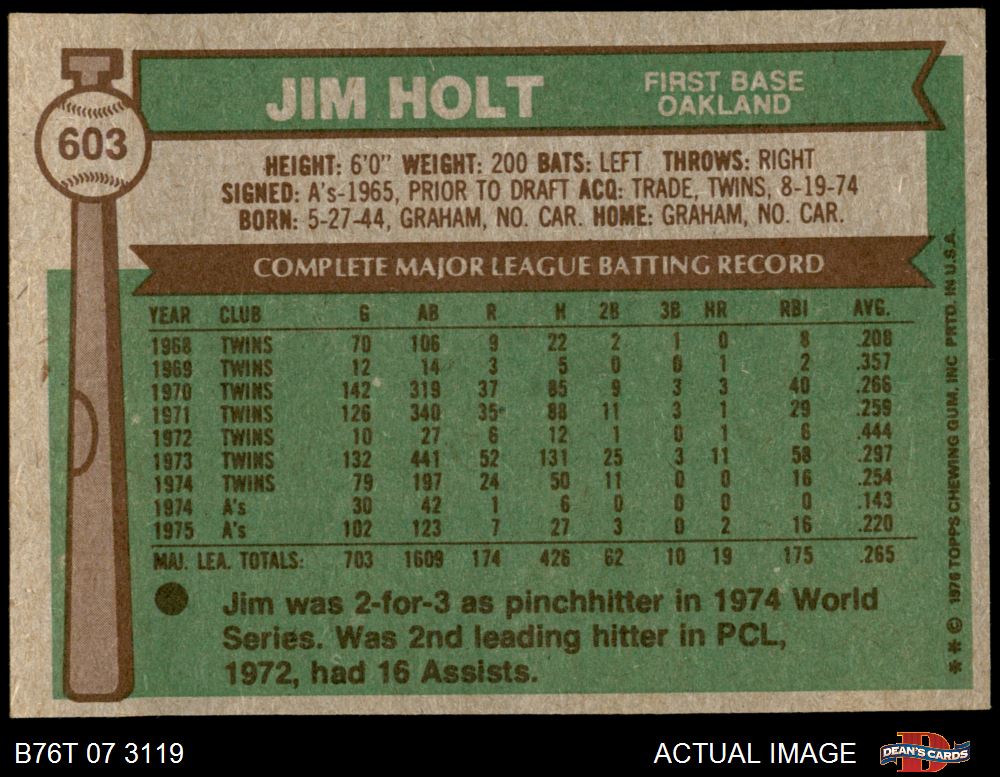 JIM HOLT
FIRST BASE
OAKLAND
603
HEIGHT: 6'0" WEIGHT: 200 BATS: LEFT THROWS: RIGHT
SIGNED: A's-1965, PRIOR TO DRAFT ACQ: TRADE, TWINS, 8-19-74
BORN: 5-27-44, GRAHAM, NO. CAR. HOME: GRAHAM, NO. CAR.
COMPLETE MAJOR LEAGUE BATTING RECORD
YEAR CLUB G AB R H 2B 3B HR RBI AVG.
1968 TWINS 70 106 9 22 2 1 0 8 .208
1969 TWINS 12 14 3 5 0 0 1 2 .357
1970 TWINS 142 319 37 85 9 3 3 40 .266
1971 TWINS 126 340 35 88 11 3 1 29 .259
1972 TWINS 10 27 6 12 1 0 1 6 .444
1973 TWINS 132 441 52 131 25 3 11 58 .297
1974 TWINS 79 197 24 50 11 0 0 16 .254
1974 A's 30 42 1 6 0 0 0 0 .143
1975 A's 102 123 7 27 3 0 2 16 .220
MAJ. LEA. TOTALS: 703 1609 174 426 62 10 19 175 .265
Jim was 2-for-3 as pinchhitter in 1974 World
Series. Was 2nd leading hitter in PCL,
1972, had 16 Assists.
** © 1976 TOPPS CHEWING GUM, INC PRTD. IN U.S.A.
B76T 07 3119
ACTUAL IMAGE
DEAN'S CARDS